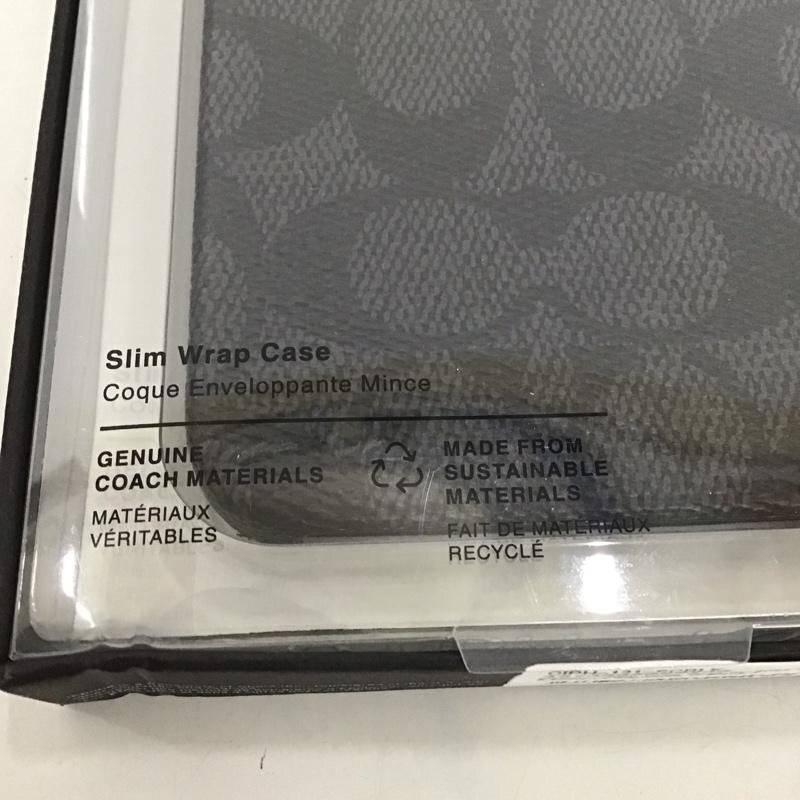 Slim Wrap Case
Coque Enveloppante Mince
GENUINE
COACH MATERIALS
MATÉRIAUX
VÉRITABLES
MADE FROM
SUSTAINABLE
MATERIALS
FAIT DE MATÉRIAUX
RECYCLÉ